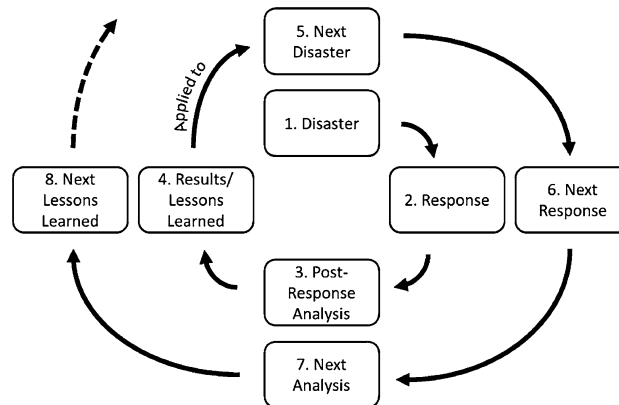 5. Next
Disaster
Applied to
1. Disaster
8. Next
Lessons
Learned
4. Results/
Lessons
Learned
2. Response
6. Next
Response
3. Post-
Response
Analysis
7. Next
Analysis